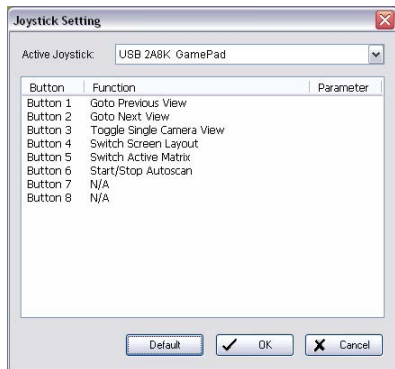 Joystick Setting
Active Joystick: USB 2A8K GamePad
Button Function Parameter
Button 1 Goto Previous View
Button 2 Goto Next View
Button 3 Toggle Single Camera View
Button 4 Switch Screen Layout
Button 5 Switch Active Matrix
Button 6 Start/Stop Autoscan
Button 7 N/A
Button 8 N/A
Default OK Cancel